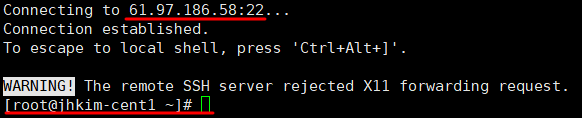 Connecting to 61.97.186.58:22...
Connection established.
To escape to local shell, press 'Ctrl+Alt+]'.
WARNING! The remote SSH server rejected X11 forwarding request.
[root@jhkim-cent1 ~]#